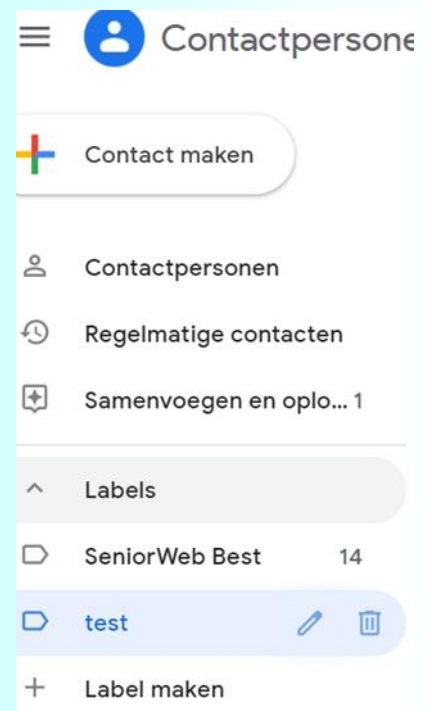 Contactpersone
Contact maken
Contactpersonen
Regelmatige contacten
Samenvoegen en oplo... 1
Labels
SeniorWeb Best 14
test
Label maken